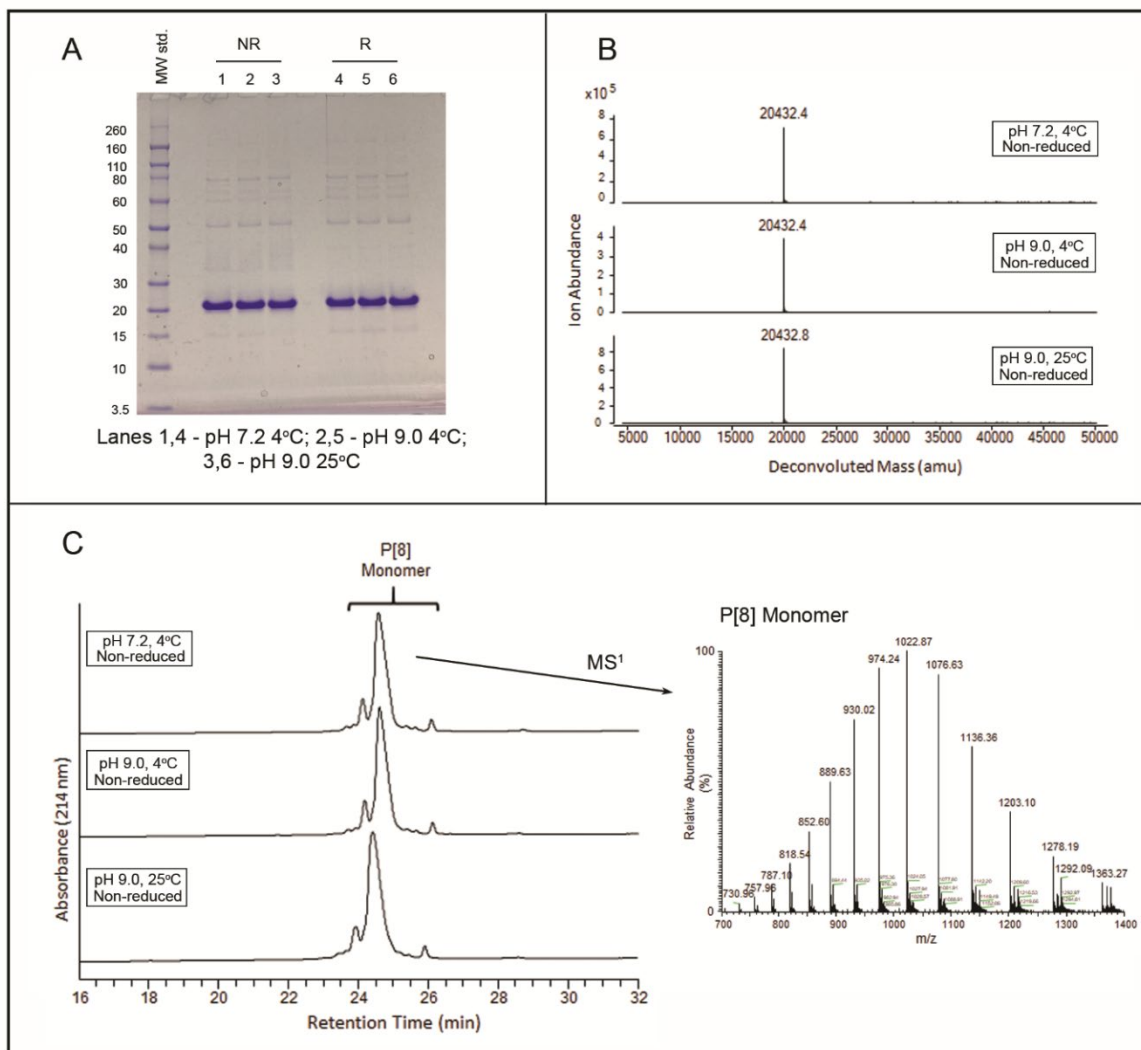 A
MW std.
NR
R
1 2 3 4 5 6
260
160
110
80
60
50
40
30
20
15
10
3.5
Lanes 1,4 - pH 7.2 4°C; 2,5 - pH 9.0 4°C;
3,6 - pH 9.0 25°C
B
x10⁵
8
6
4
2
0
20432.4
pH 7.2, 4°C
Non-reduced
4
2
0
20432.4
pH 9.0, 4°C
Non-reduced
8
6
4
2
0
20432.8
pH 9.0, 25°C
Non-reduced
Ion Abundance
5000 10000 15000 20000 25000 30000 35000 40000 45000 50000
Deconvoluted Mass (amu)
C
P[8]
Monomer
pH 7.2, 4°C
Non-reduced
pH 9.0, 4°C
Non-reduced
pH 9.0, 25°C
Non-reduced
Absorbance (214 nm)
16 18 20 22 24 26 28 30 32
Retention Time (min)
MS¹
P[8] Monomer
100
0
Relative Abundance
(%)
730.96
757.96
787.10
818.54
852.60
889.63
930.02
974.24
1022.87
1076.63
1136.36
1203.10
1278.19
1292.09
1363.27
700 800 900 1000 1100 1200 1300 1400
m/z